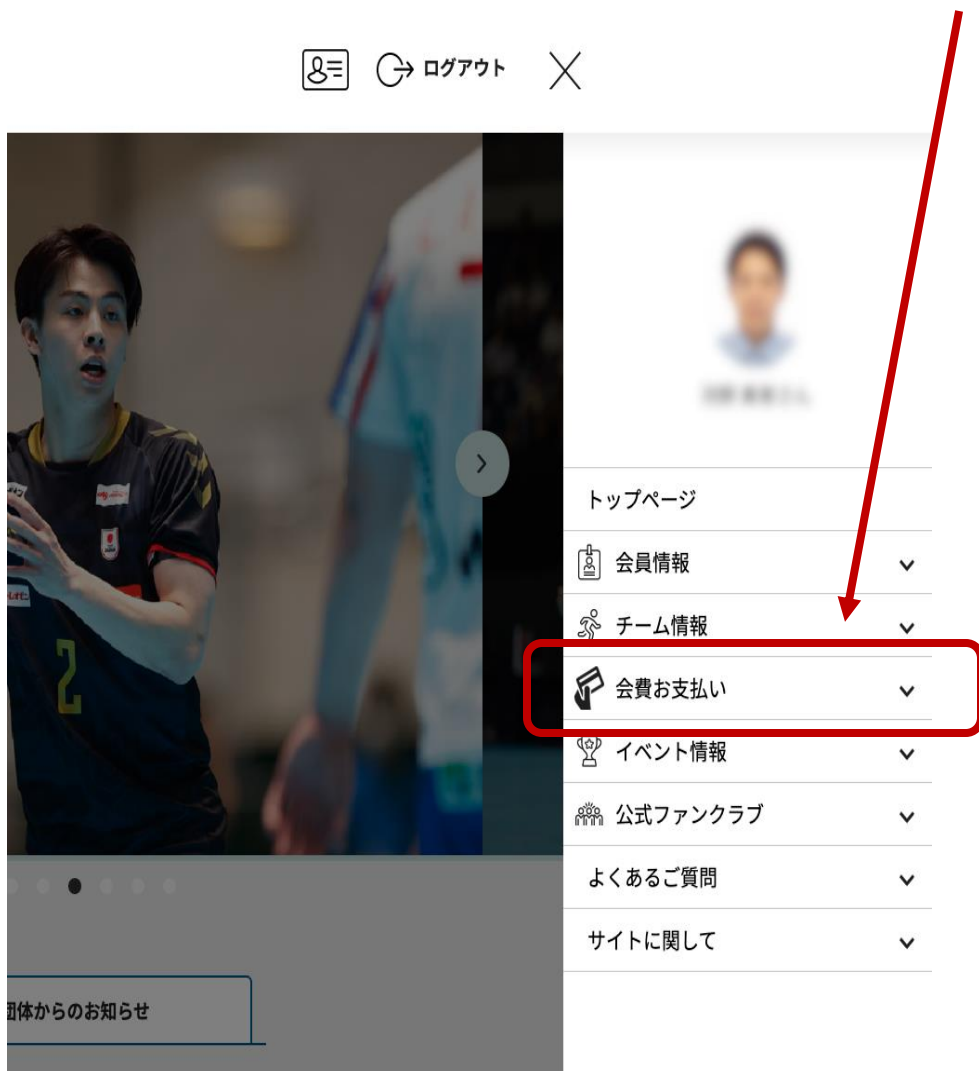 ログアウト
2
トップページ
会員情報
チーム情報
会費お支払い
イベント情報
公式ファンクラブ
よくあるご質問
サイトに関して
団体からのお知らせ